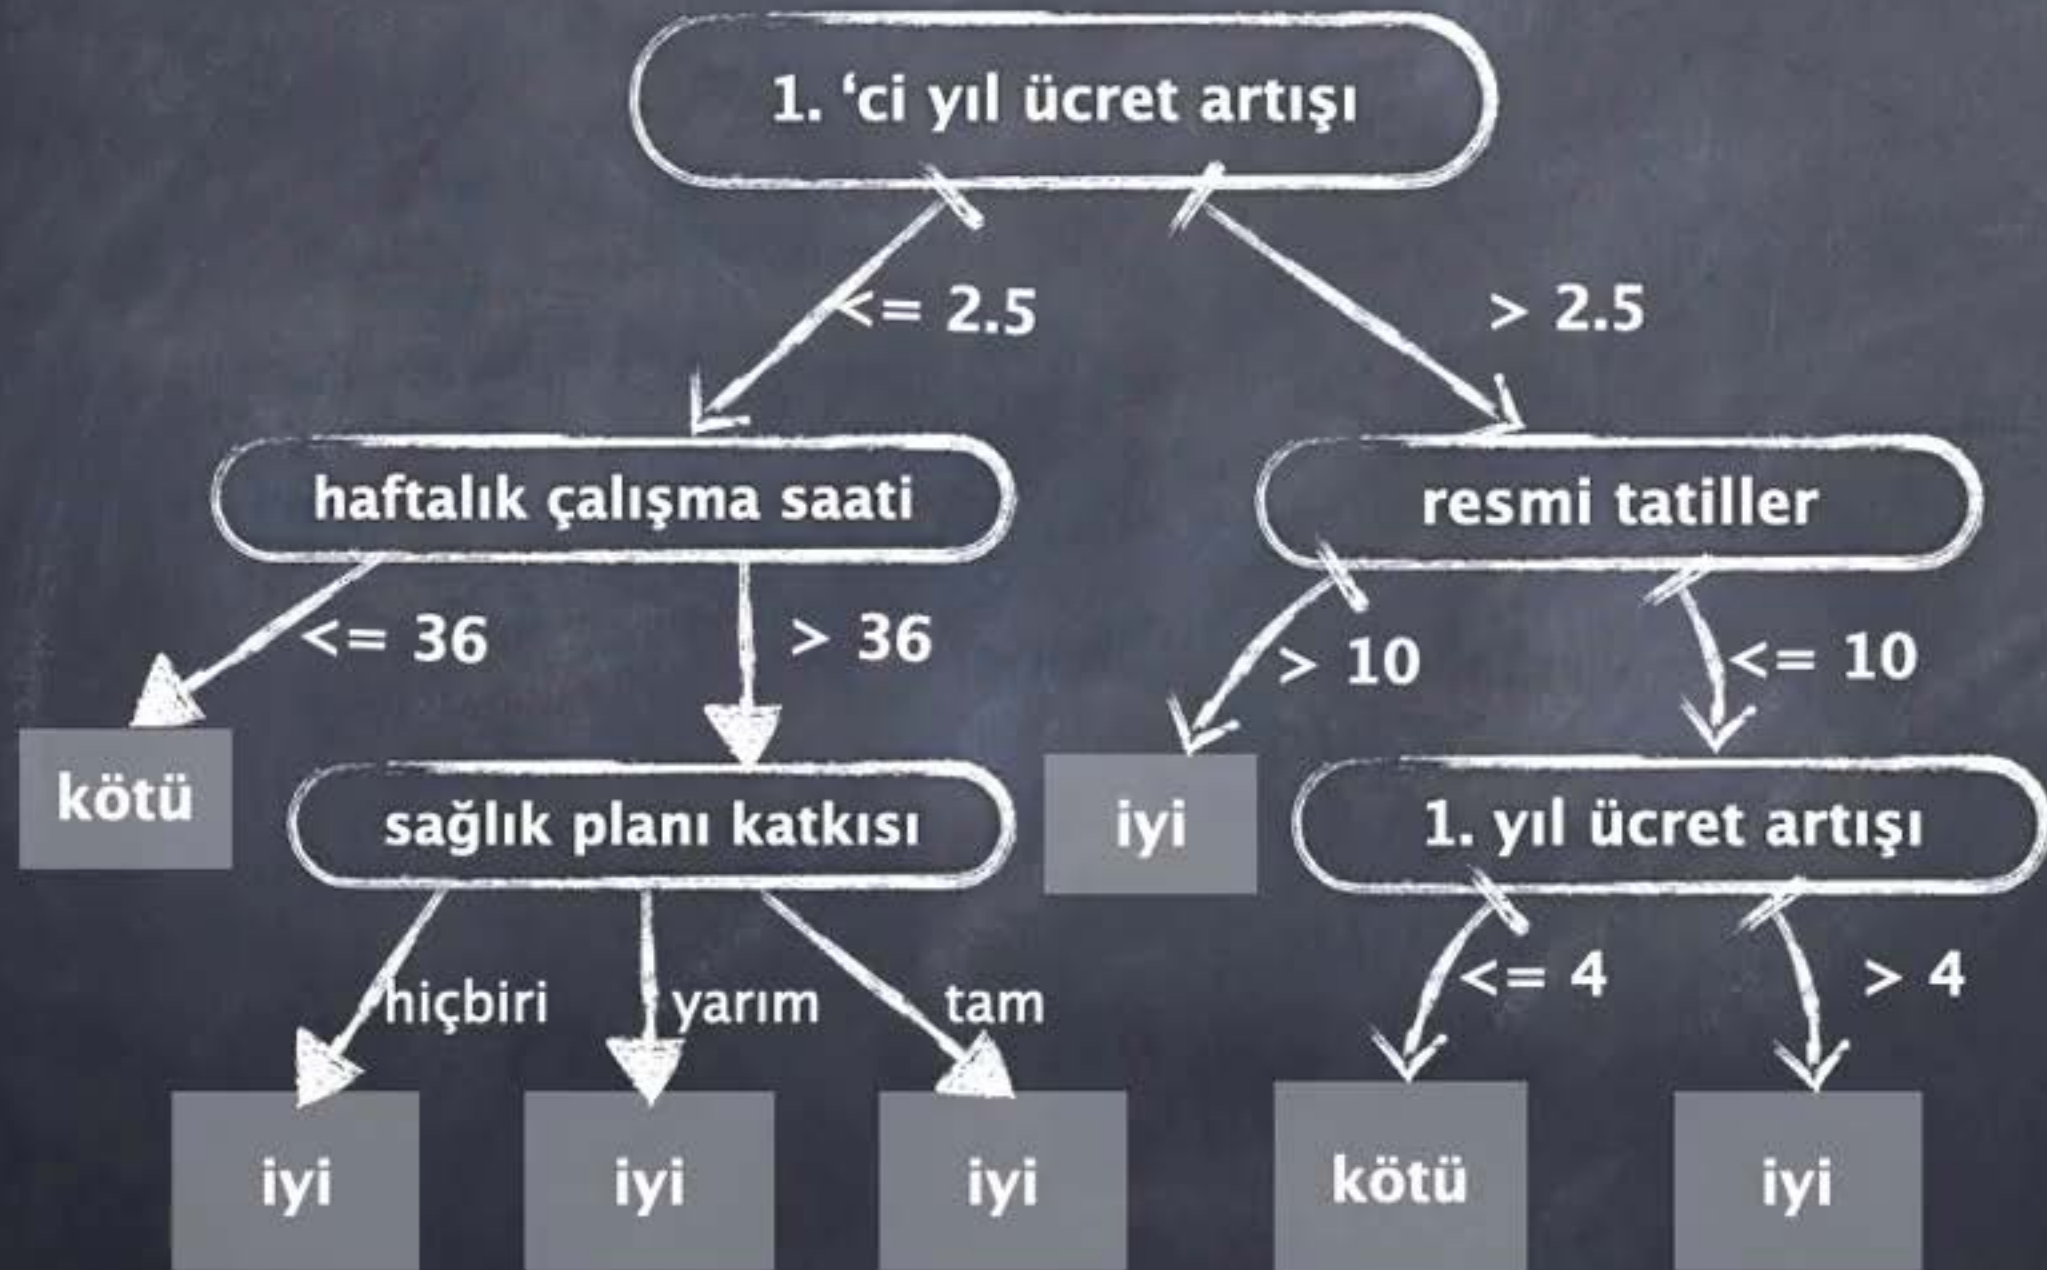 1. ‘ci yıl ücret artışı
<= 2.5
> 2.5
haftalık çalışma saati
resmi tatiller
<= 36
> 36
> 10
<= 10
kötü
sağlık planı katkısı
iyi
1. yıl ücret artışı
hiçbiri
yarım
tam
<= 4
> 4
iyi
iyi
iyi
kötü
iyi